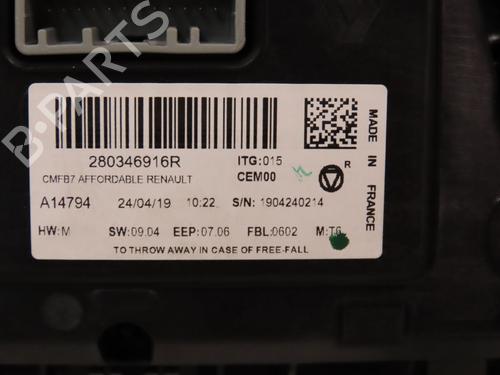 B-PARTS
280346916R
ITG:015
CMFB7 AFFORDABLE RENAULT
CEM00
R
A14794 24/04/19 10:22 S/N: 1904240214
HW:M SW:09.04 EEP:07.06 FBL:0602 M:T6
TO THROW AWAY IN CASE OF FREE-FALL
MADE IN FRANCE